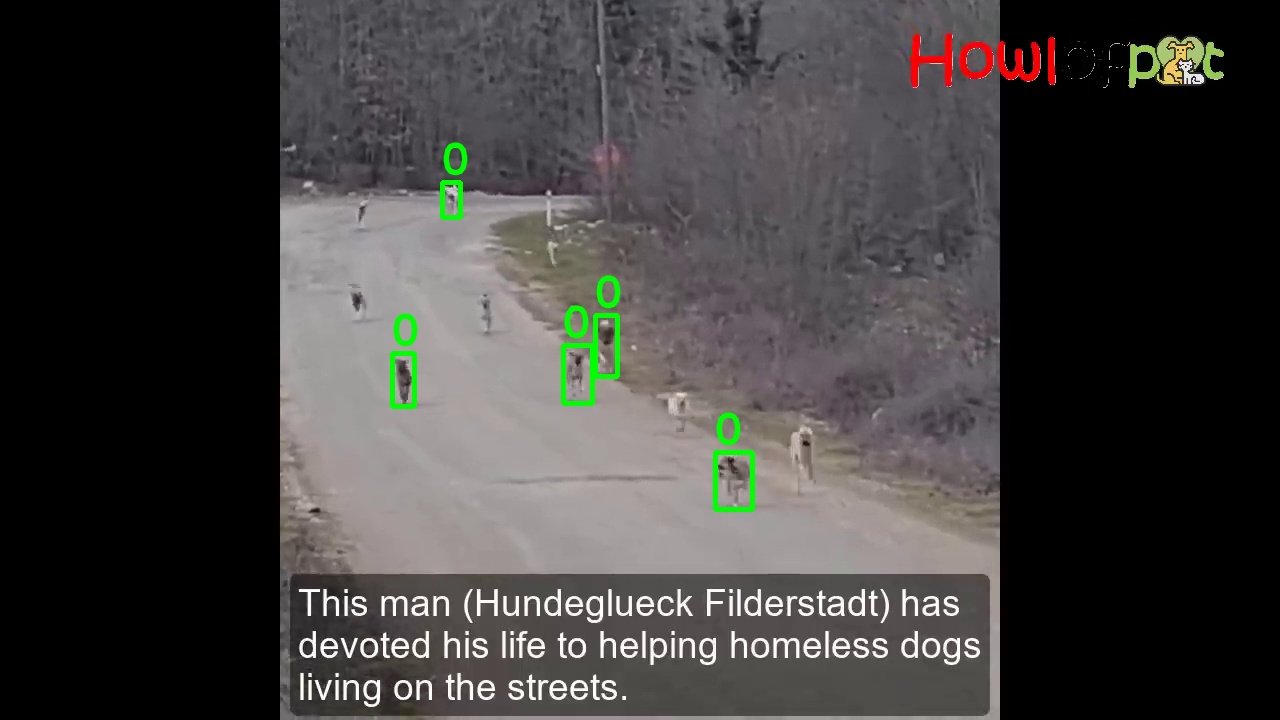 Howlofpet
0
0
0
0
0
This man (Hundeglueck Filderstadt) has
devoted his life to helping homeless dogs
living on the streets.